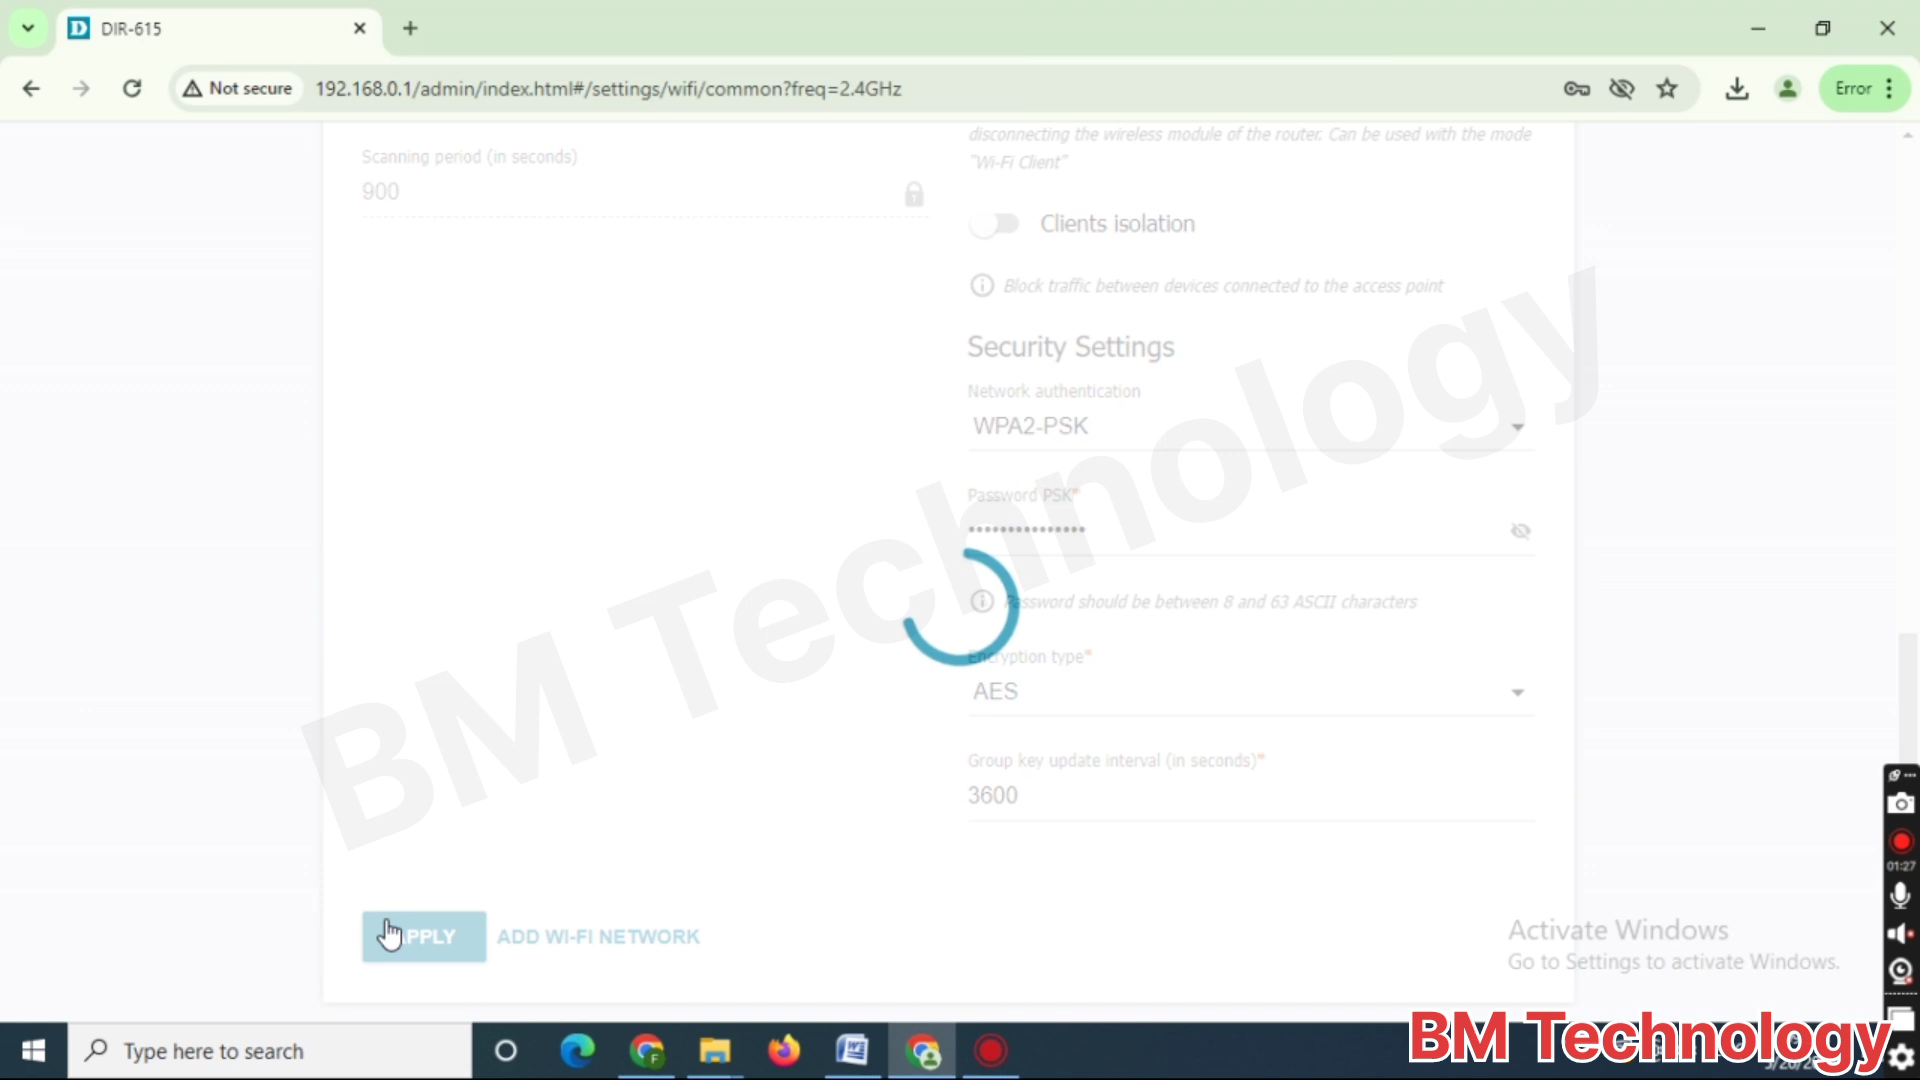 DIR-615
Not secure
192.168.0.1/admin/index.html#/settings/wifi/common?freq=2.4GHz
Error
disconnecting the wireless module of the router. Can be used with the mode
"Wi-Fi Client"
Scanning period (in seconds)
900
Clients isolation
Block traffic between devices connected to the access point
Security Settings
Network authentication
WPA2-PSK
Password PSK*
•••••••••••••••
Password should be between 8 and 63 ASCII characters
Encryption type*
AES
Group key update interval (in seconds)*
3600
BM Technology
APPLY
ADD WI-FI NETWORK
01:27
Activate Windows
Go to Settings to activate Windows.
Type here to search
BM Technology